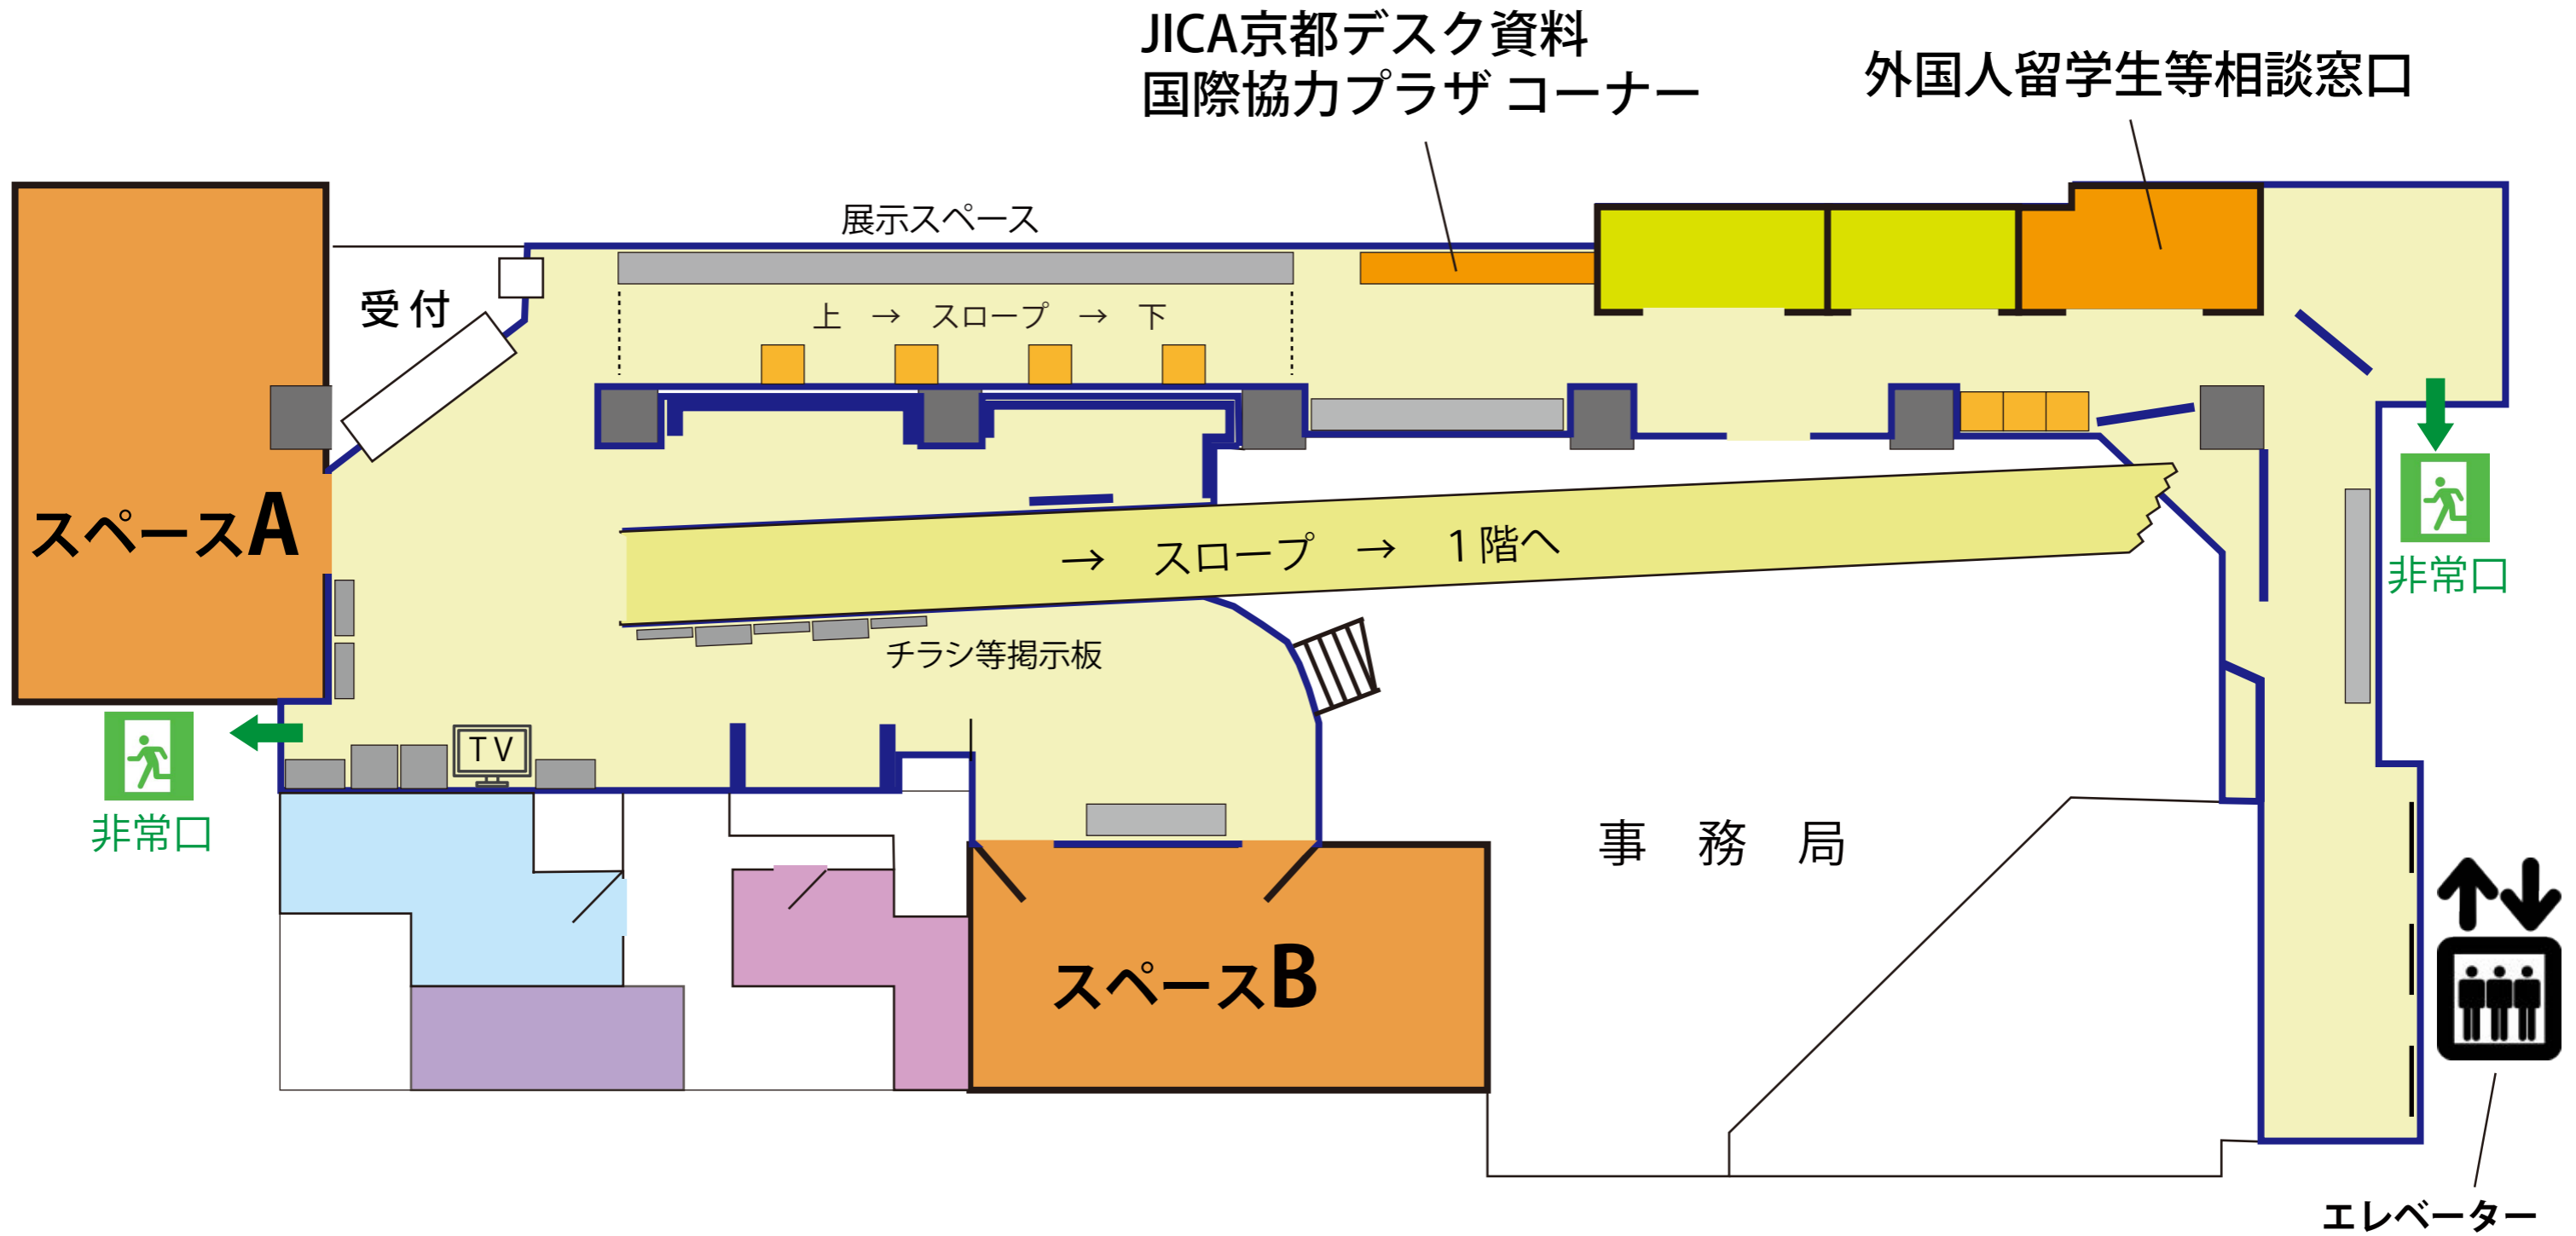 JICA京都デスク資料
国際協力プラザ コーナー
外国人留学生等相談窓口
展示スペース
受付
上 → スロープ → 下
スペースA
→ スロープ → 1階へ
非常口
チラシ等掲示板
TV
非常口
事務局
スペースB
エレベーター